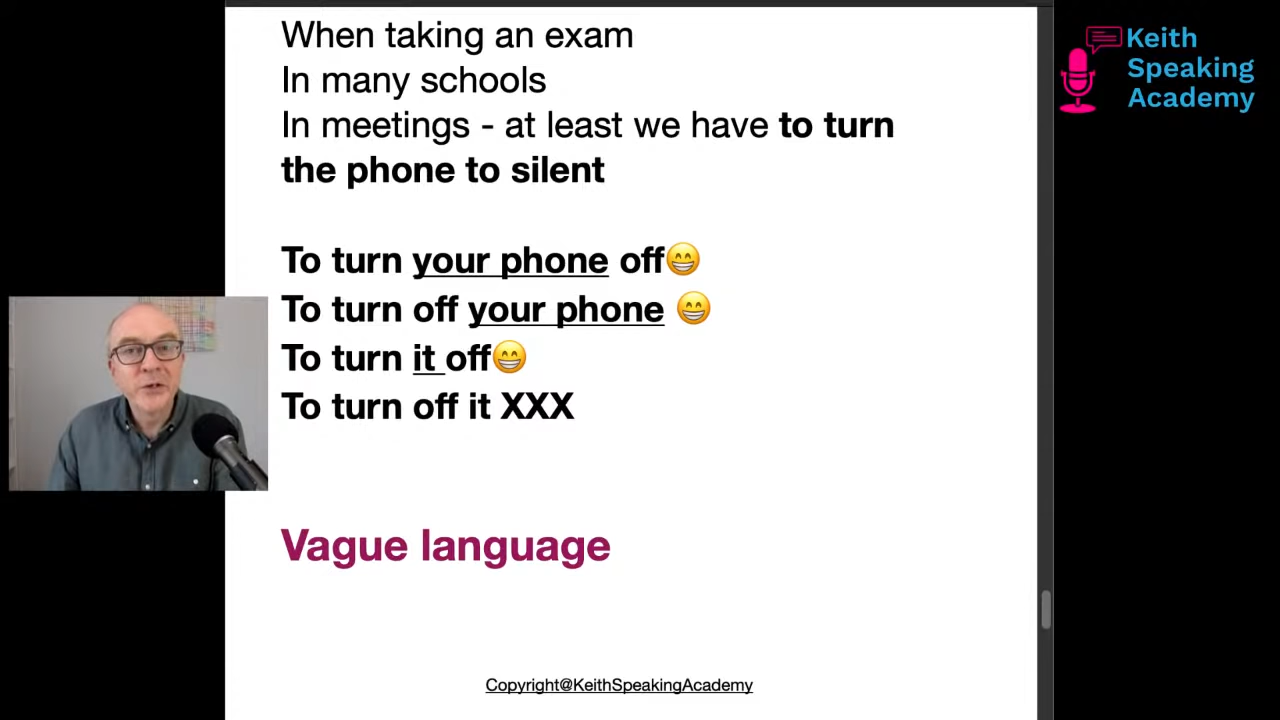 When taking an exam
In many schools
In meetings - at least we have to turn
the phone to silent
To turn your phone off😁
To turn off your phone 😁
To turn it off😁
To turn off it XXX
Vague language
Copyright@KeithSpeakingAcademy
Keith
Speaking
Academy